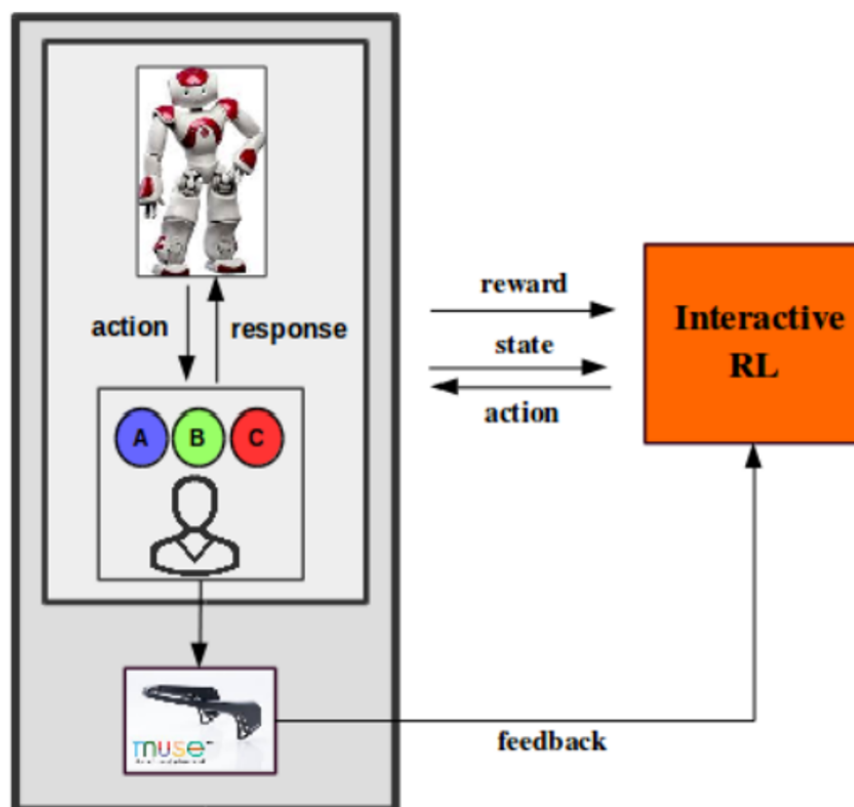 action
response
A B C
muse
reward
state
action
Interactive
RL
feedback